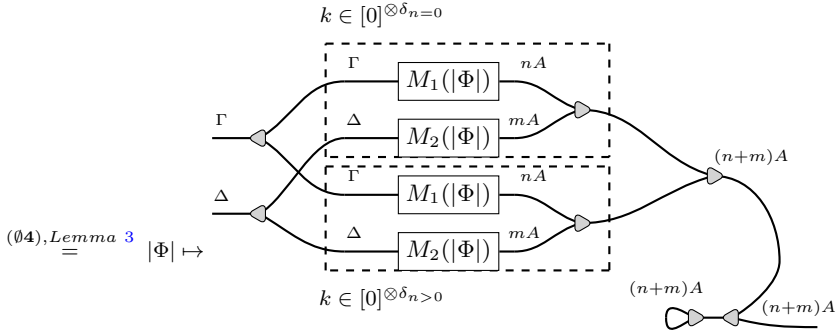 k ∈ [0]^{⊗δ_{n=0}}
Γ M_1(|Φ|) nA
Γ Δ M_2(|Φ|) mA
(n+m)A
Γ M_1(|Φ|) nA
Δ
Δ M_2(|Φ|) mA
(∅4),Lemma 3
= |Φ| ↦
k ∈ [0]^{⊗δ_{n>0}}
(n+m)A
(n+m)A